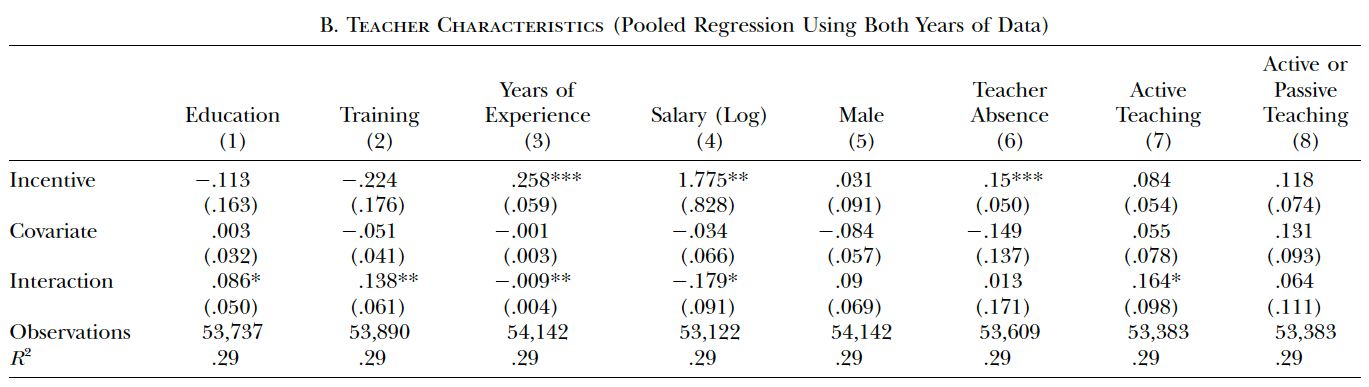 B. TEACHER CHARACTERISTICS (Pooled Regression Using Both Years of Data)
Education (1) Training (2) Years of Experience (3) Salary (Log) (4) Male (5) Teacher Absence (6) Active Teaching (7) Active or Passive Teaching (8)
Incentive −.113 −.224 .258*** 1.775** .031 .15*** .084 .118
(.163) (.176) (.059) (.828) (.091) (.050) (.054) (.074)
Covariate .003 −.051 −.001 −.034 −.084 −.149 .055 .131
(.032) (.041) (.003) (.066) (.057) (.137) (.078) (.093)
Interaction .086* .138** −.009** −.179* .09 .013 .164* .064
(.050) (.061) (.004) (.091) (.069) (.171) (.098) (.111)
Observations 53,737 53,890 54,142 53,122 54,142 53,609 53,383 53,383
R² .29 .29 .29 .29 .29 .29 .29 .29